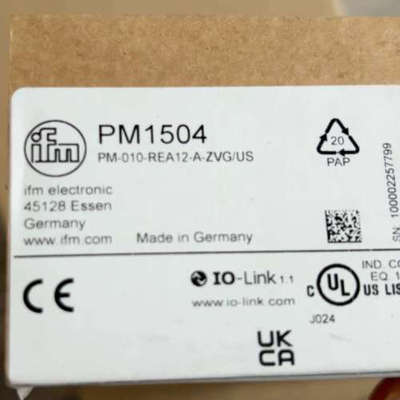 ifm
PM1504
PM-010-REA12-A-ZVG/US
ifm electronic
45128 Essen
Germany
www.ifm.com
Made in Germany
20
PAP
SN: 100002257799
IO-Link 1.1
www.io-link.com
CE
C UL US LIS
IND. CO
EQ. 1
J024
UK
CA